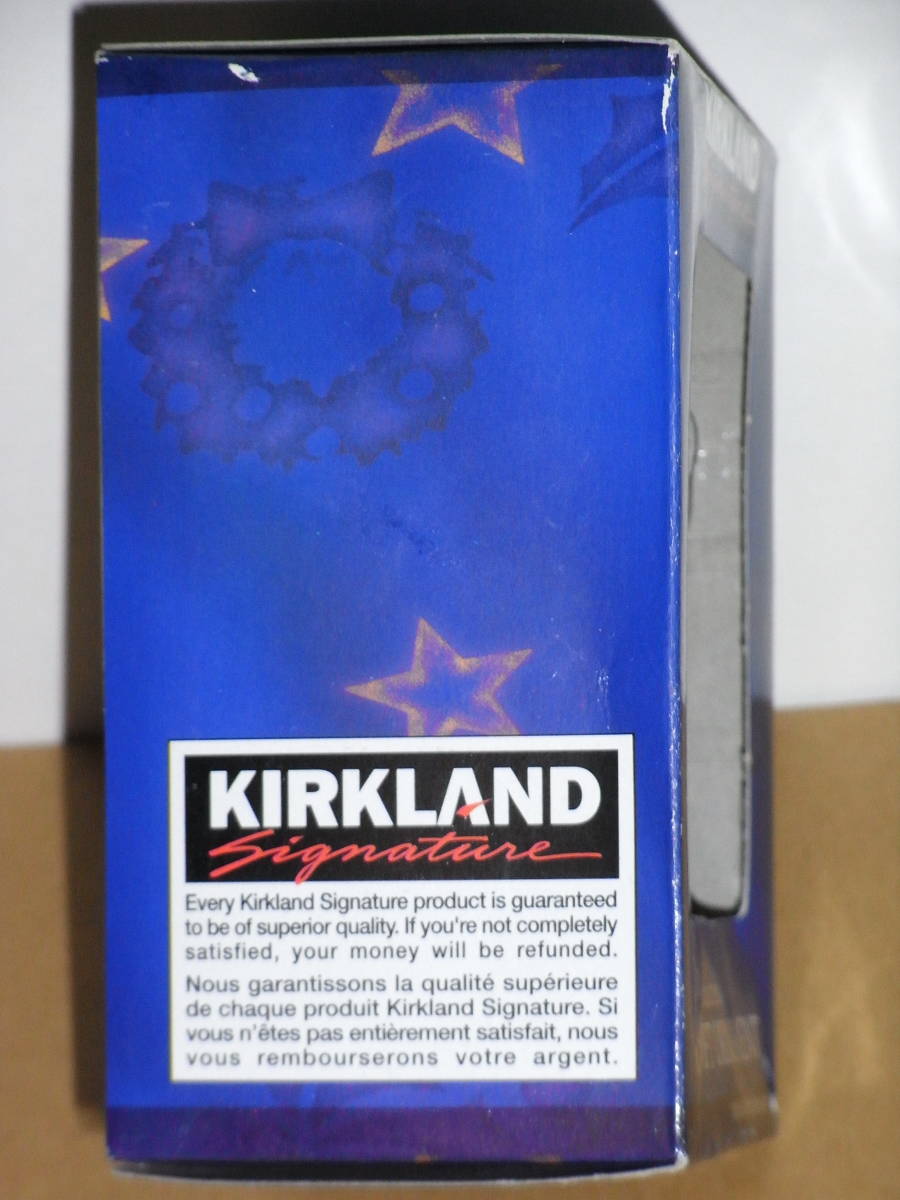 KIRKLAND
KIRKLAND
Signature
Every Kirkland Signature product is guaranteed
to be of superior quality. If you're not completely
satisfied, your money will be refunded.
Nous garantissons la qualité supérieure
de chaque produit Kirkland Signature. Si
vous n'êtes pas entièrement satisfait, nous
vous rembourserons votre argent.